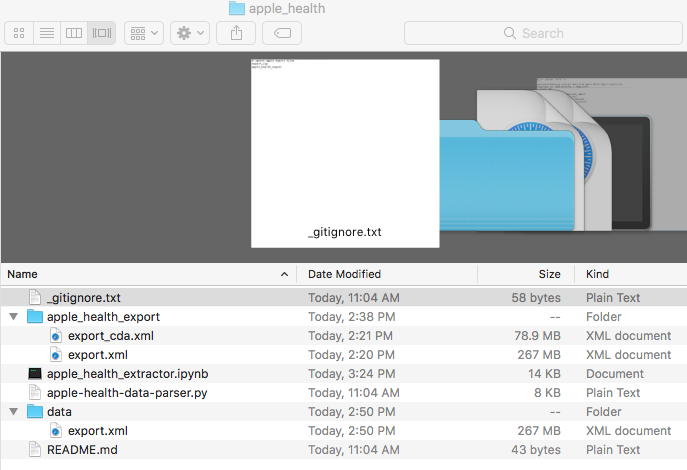 apple_health
Search
_gitignore.txt
Name Date Modified Size Kind
_gitignore.txt Today, 11:04 AM 58 bytes Plain Text
apple_health_export Today, 2:38 PM -- Folder
export_cda.xml Today, 2:21 PM 78.9 MB XML document
export.xml Today, 2:20 PM 267 MB XML document
apple_health_extractor.ipynb Today, 3:24 PM 14 KB Document
apple-health-data-parser.py Today, 11:04 AM 8 KB Plain Text
data Today, 2:50 PM -- Folder
export.xml Today, 2:50 PM 267 MB XML document
README.md Today, 11:04 AM 43 bytes Plain Text